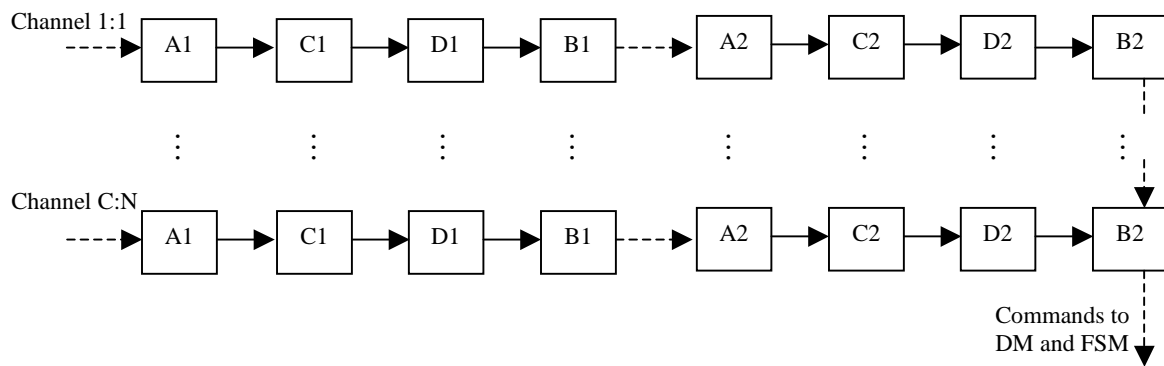 Channel 1:1
A1 C1 D1 B1 A2 C2 D2 B2
Channel C:N
A1 C1 D1 B1 A2 C2 D2 B2
Commands to
DM and FSM